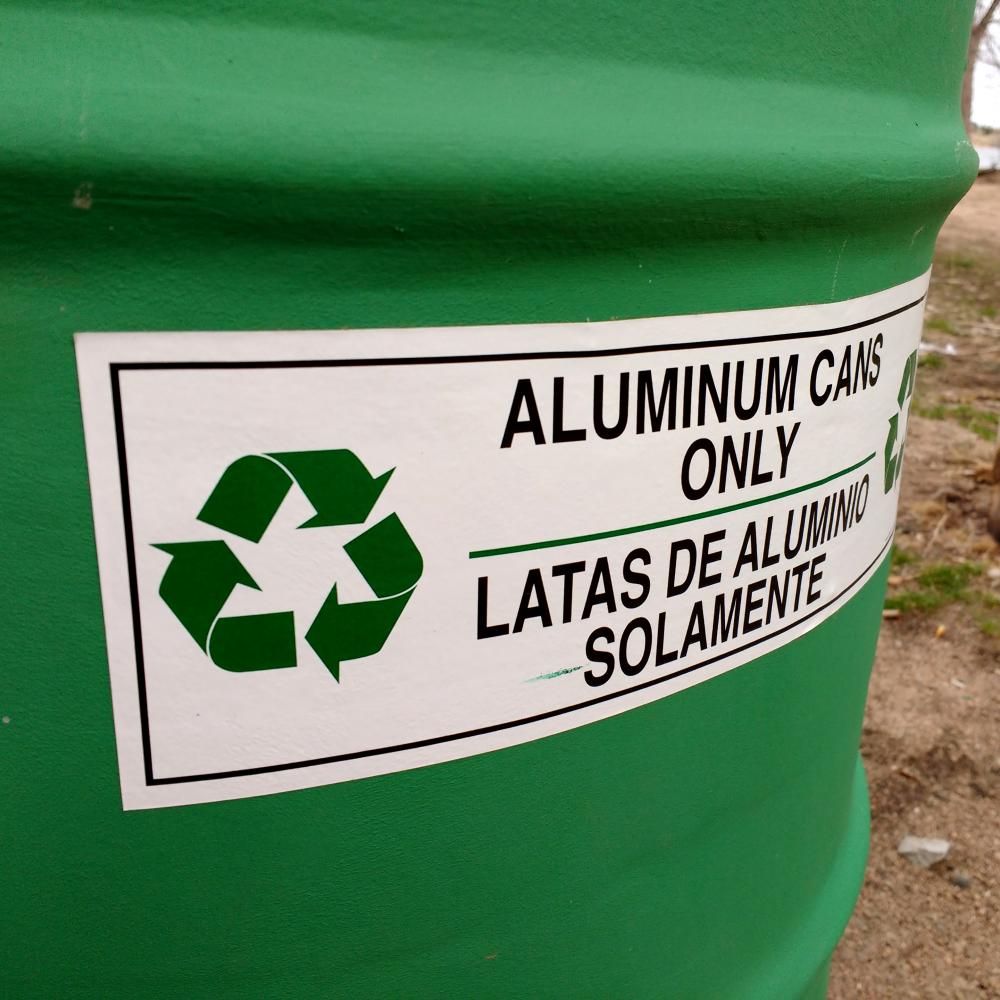 ALUMINUM CANS
ONLY
LATAS DE ALUMINIO
SOLAMENTE